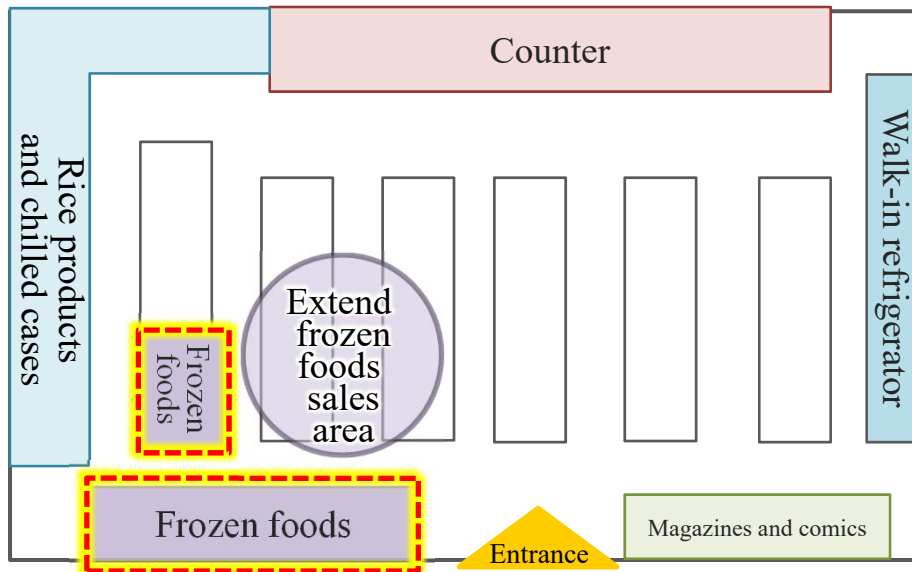 Counter
Rice products
and chilled cases
Walk-in refrigerator
Extend
frozen
foods
sales
area
Frozen
foods
Frozen foods
Entrance
Magazines and comics